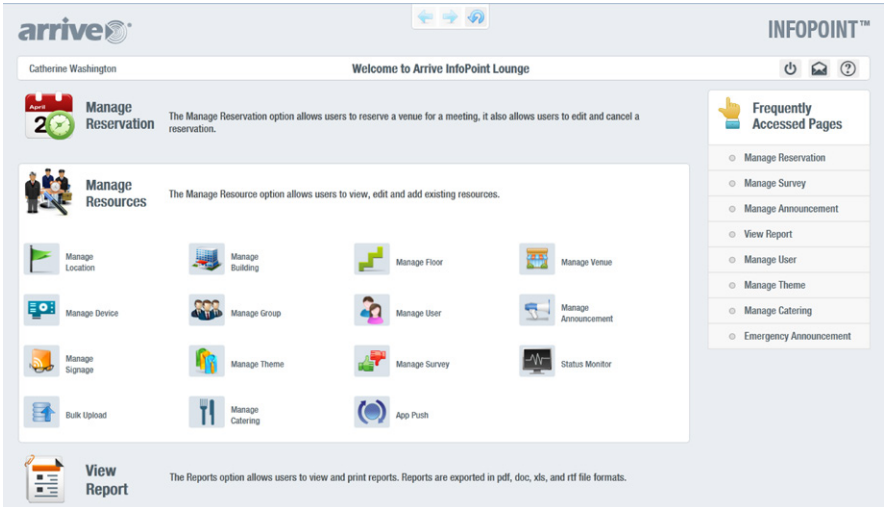 arrive
INFOPOINT™
Catherine Washington
Welcome to Arrive InfoPoint Lounge
April
2
Manage
Reservation
The Manage Reservation option allows users to reserve a venue for a meeting, it also allows users to edit and cancel a
reservation.
Manage
Resources
The Manage Resource option allows users to view, edit and add existing resources.
Manage
Location
Manage
Building
Manage Floor
Manage Venue
Manage Device
Manage Group
Manage User
Manage
Announcement
Manage
Signage
Manage Theme
Manage Survey
Status Monitor
Bulk Upload
Manage
Catering
App Push
View
Report
The Reports option allows users to view and print reports. Reports are exported in pdf, doc, xls, and rtf file formats.
Frequently
Accessed Pages
Manage Reservation
Manage Survey
Manage Announcement
View Report
Manage User
Manage Theme
Manage Catering
Emergency Announcement